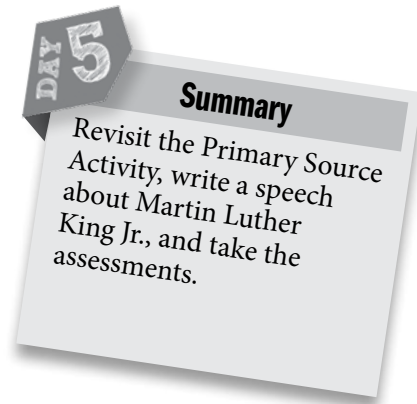 DAY 5
Summary
Revisit the Primary Source
Activity, write a speech
about Martin Luther
King Jr., and take the
assessments.